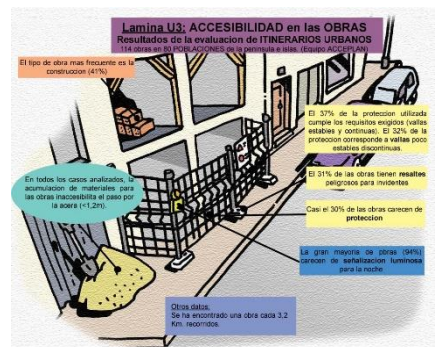 Lamina U3: ACCESIBILIDAD en las OBRAS
Resultados de la evaluacion de ITINERARIOS URBANOS
114 obras en 80 POBLACIONES de la peninsula e islas. (Equipo ACCEPLAN)
El tipo de obra mas frecuente es la
construccion (41%)
El 37% de la proteccion utilizada
cumple los requisitos exigidos (vallas
estables y continuas). El 32% de la
proteccion corresponde a vallas poco
estables discontinuas.
En todos los casos analizados, la
acumulacion de materiales para
las obras inaccesibilita el paso por
la acera (<1,2m).
El 31% de las obras tienen resaltes
peligrosos para invidentes
Casi el 30% de las obras carecen de
proteccion
La gran mayoria de obras (94%)
carecen de señalizacion luminosa
para la noche
Otros datos:
Se ha encontrado una obra cada 3,2
Km. recorridos.